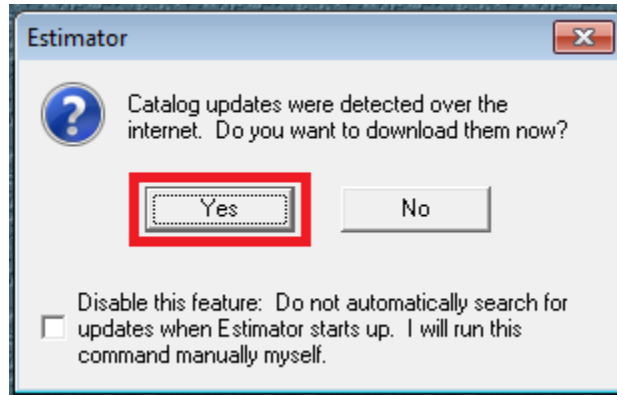 Estimator
Catalog updates were detected over the
internet.  Do you want to download them now?
Yes
No
Disable this feature:  Do not automatically search for
updates when Estimator starts up.  I will run this
command manually myself.